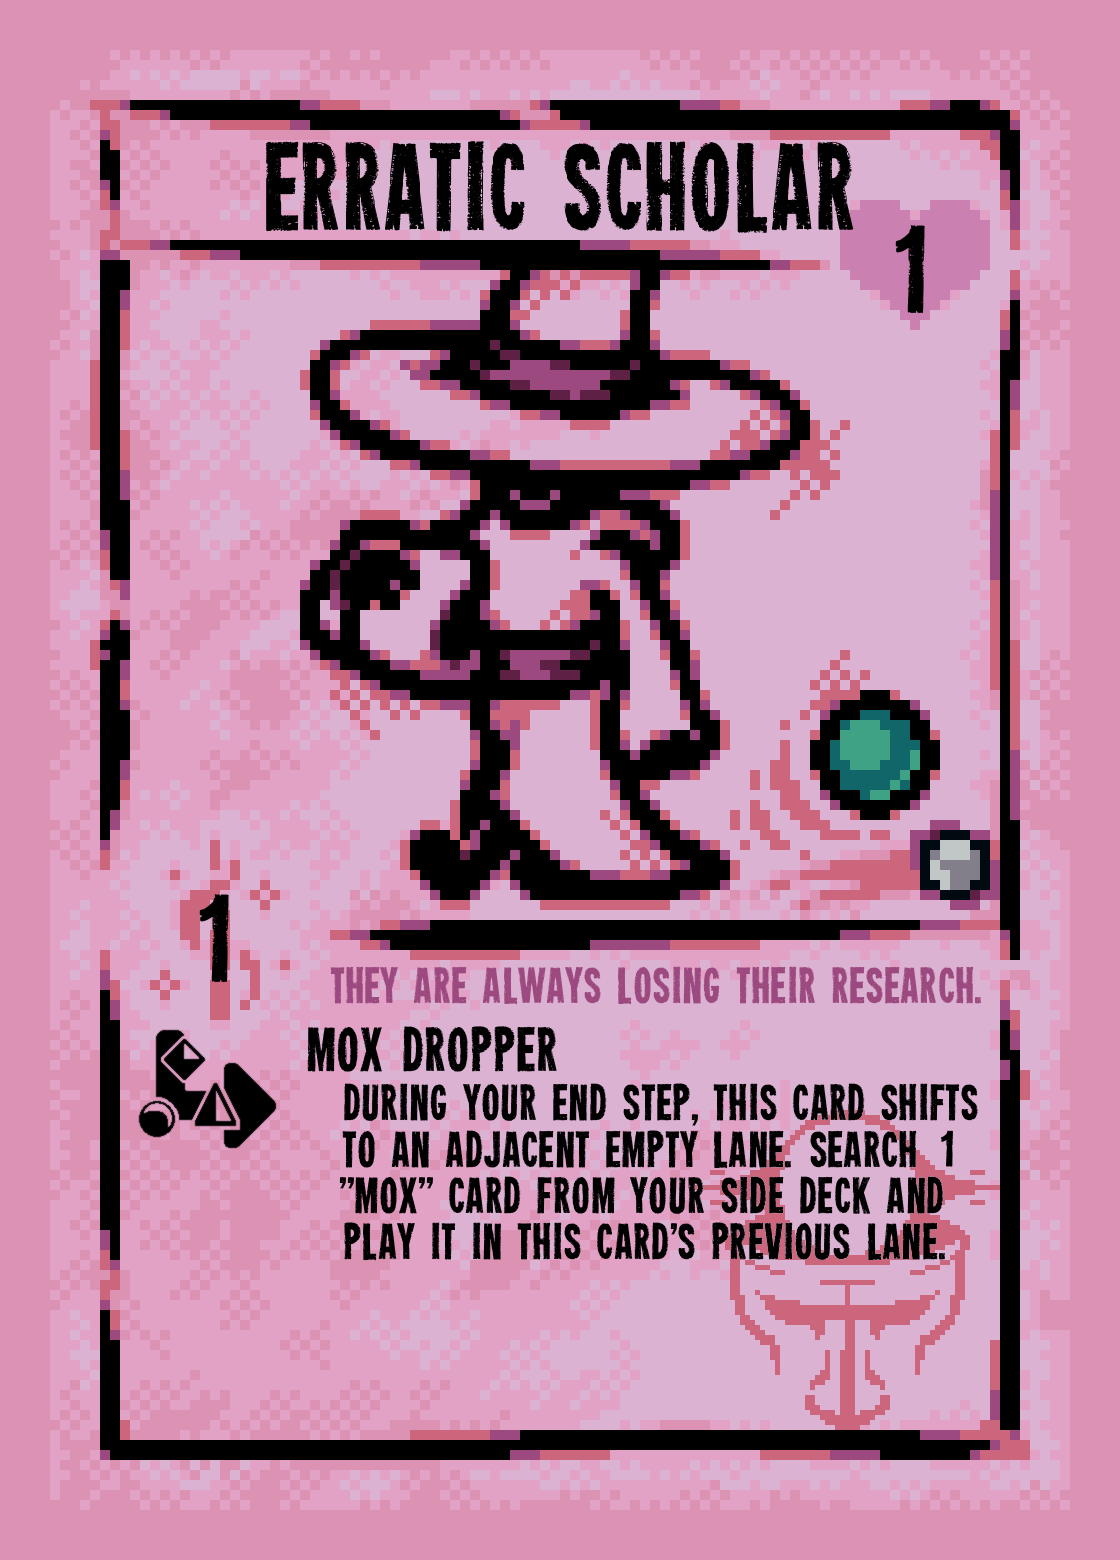 ERRATIC SCHOLAR
1
1
THEY ARE ALWAYS LOSING THEIR RESEARCH.
MOX DROPPER
DURING YOUR END STEP, THIS CARD SHIFTS
TO AN ADJACENT EMPTY LANE. SEARCH 1
"MOX" CARD FROM YOUR SIDE DECK AND
PLAY IT IN THIS CARD'S PREVIOUS LANE.